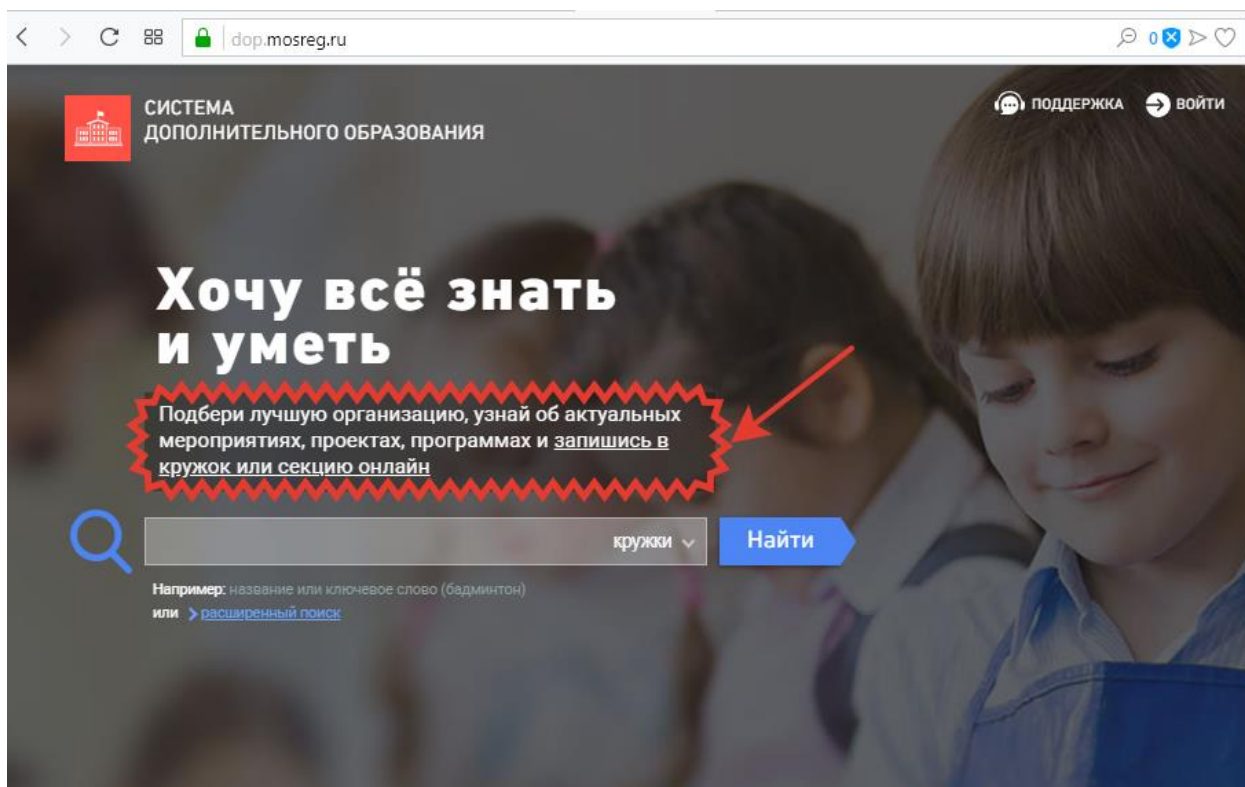 dop.mosreg.ru
0
СИСТЕМА
ДОПОЛНИТЕЛЬНОГО ОБРАЗОВАНИЯ
ПОДДЕРЖКА
ВОЙТИ
Хочу всё знать
и уметь
Подбери лучшую организацию, узнай об актуальных
мероприятиях, проектах, программах и запишись в
кружок или секцию онлайн
кружки
Найти
Например: название или ключевое слово (бадминтон)
или расширенный поиск